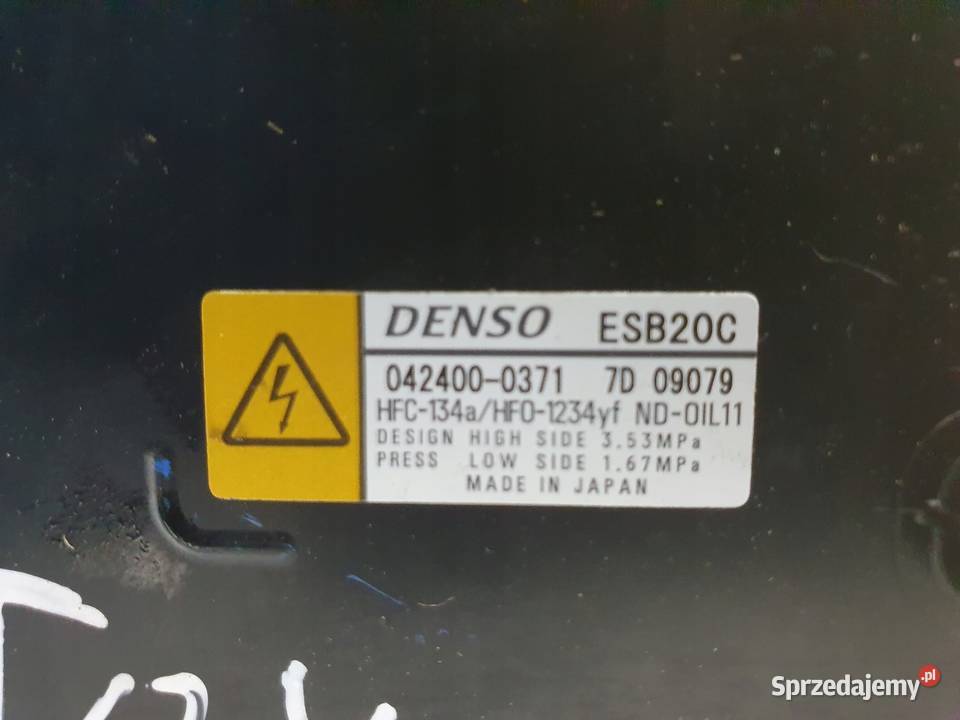 DENSO ESB20C
042400-0371 7D 09079
HFC-134a/HFO-1234yf ND-OIL11
DESIGN HIGH SIDE 3.53MPa
PRESS LOW SIDE 1.67MPa
MADE IN JAPAN
Sprzedajemy.pl